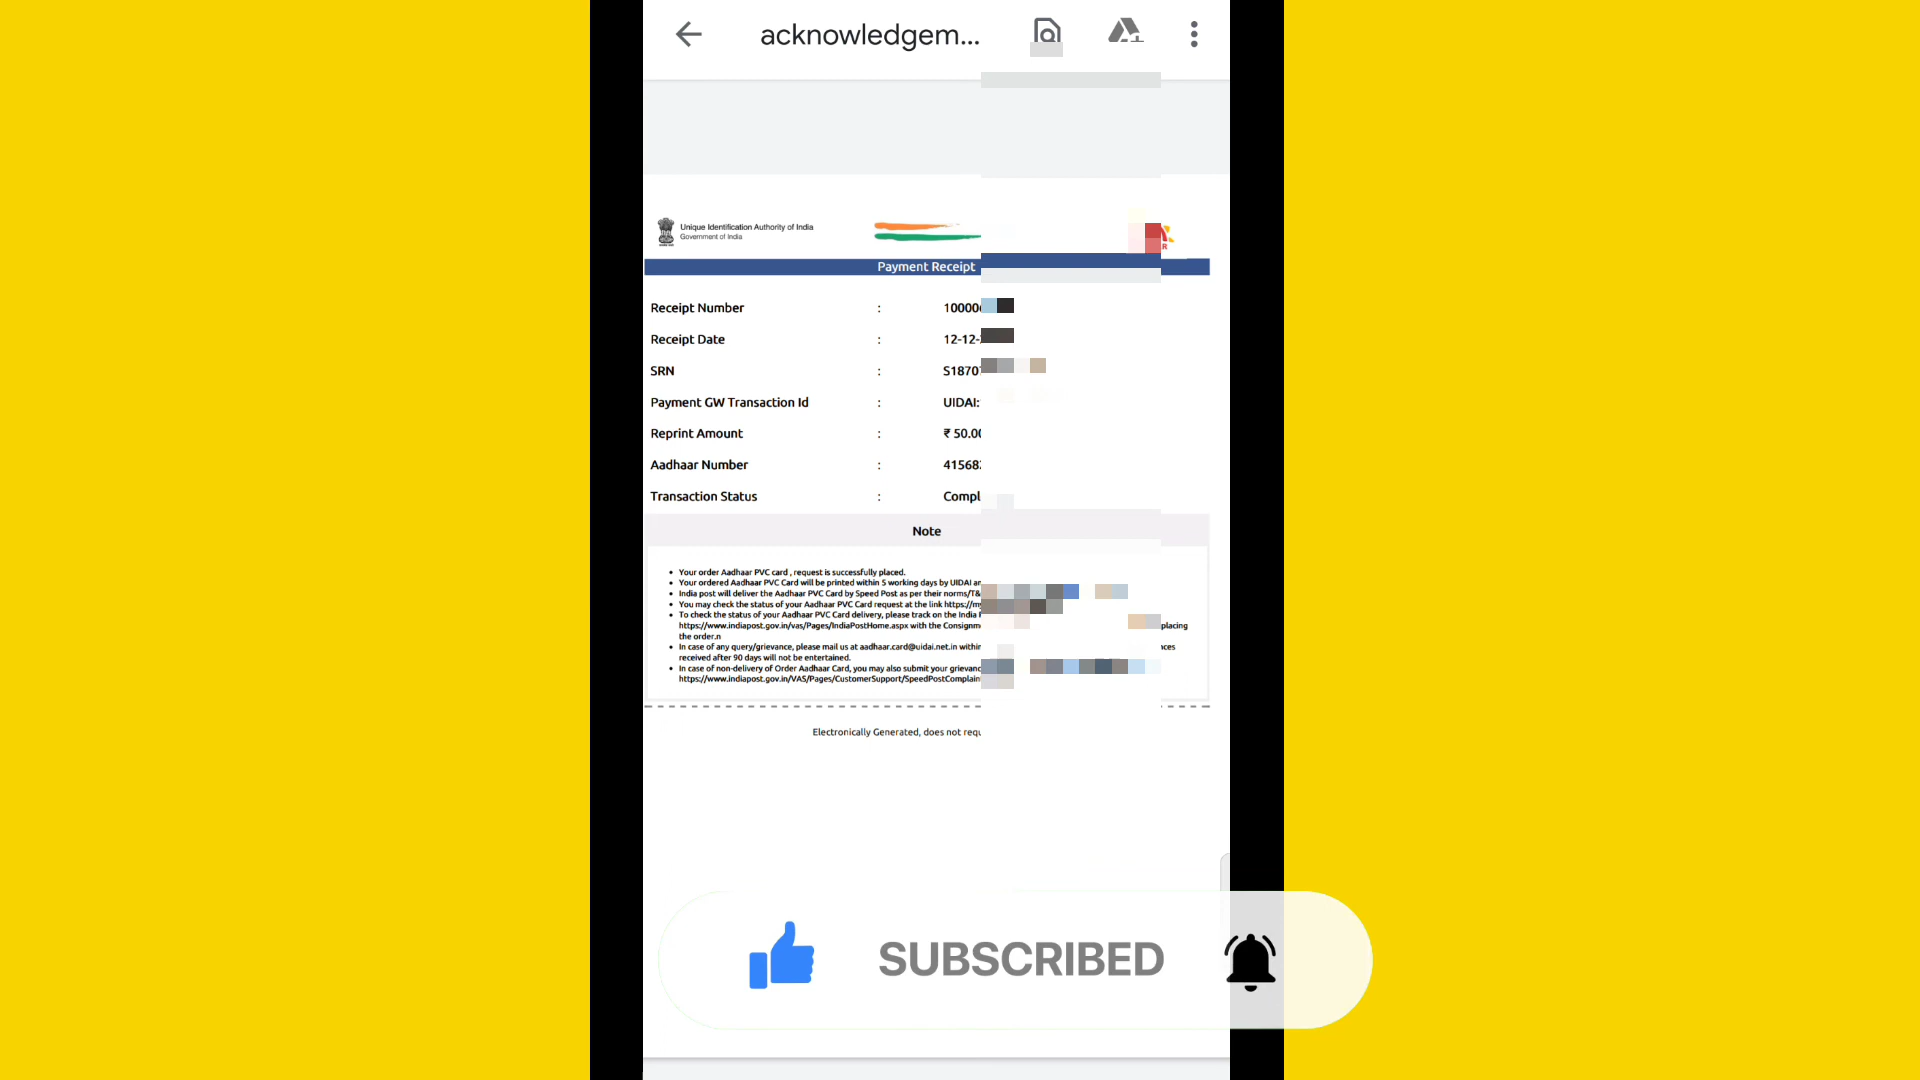 acknowledgem...
Unique Identification Authority of India
Government of India
Payment Receipt
Receipt Number : 10000
Receipt Date : 12-12-
SRN : S1870
Payment GW Transaction Id : UIDAI:
Reprint Amount : ₹ 50.00
Aadhaar Number : 41568
Transaction Status : Compl
Note
• Your order Aadhaar PVC card , request is successfully placed.
• Your ordered Aadhaar PVC Card will be printed within 5 working days by UIDAI
• India post will deliver the Aadhaar PVC Card by Speed Post as per their norms/T&
• You may check the status of your Aadhaar PVC Card request at the link https://my
• To check the status of your Aadhaar PVC Card delivery, please track on the India
https://www.indiapost.gov.in/vas/Pages/IndiaPostHome.aspx with the Consignm placing
the order.n
• In case of any query/grievance, please mail us at aadhaar.card@uidai.net.in within nces
received after 90 days will not be entertained.
• In case of non-delivery of Order Aadhaar Card, you may also submit your grievanc
https://www.indiapost.gov.in/VAS/Pages/CustomerSupport/SpeedPostComplain
Electronically Generated, does not requ
SUBSCRIBED